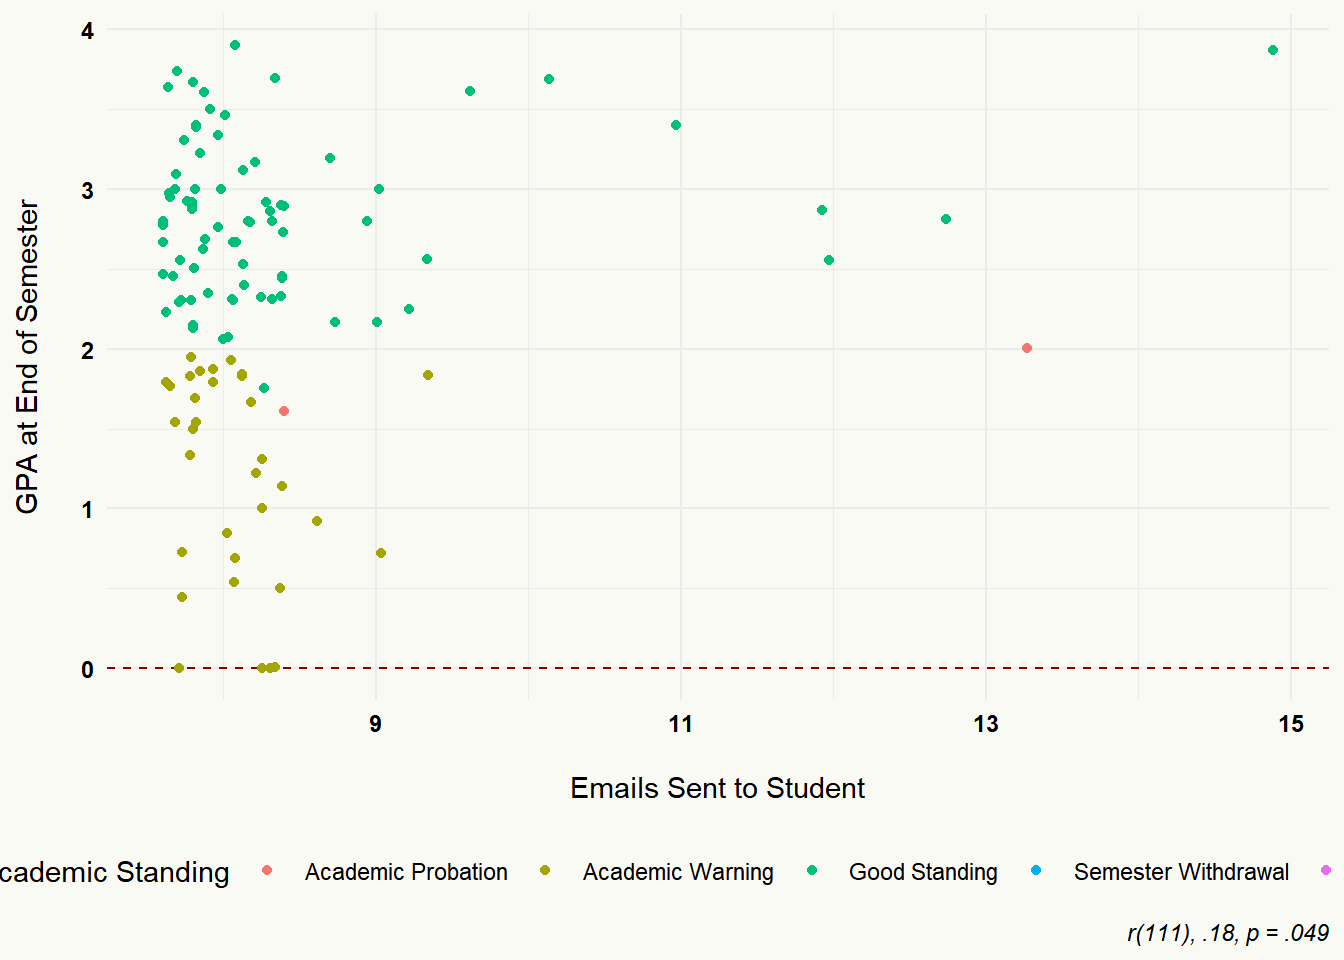 4
3
2
1
0
GPA at End of Semester
9 11 13 15
Emails Sent to Student
cademic Standing Academic Probation Academic Warning Good Standing Semester Withdrawal
r(111), .18, p = .049